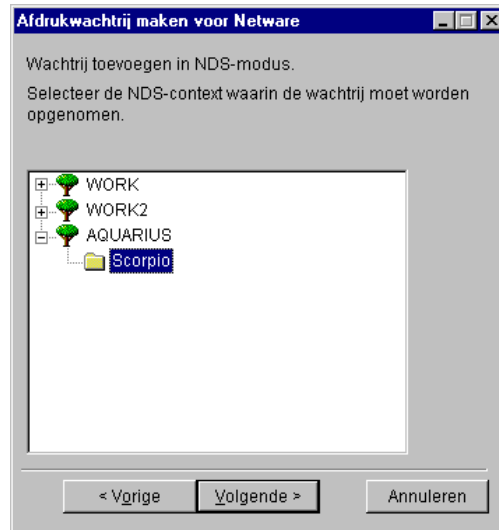 Afdrukwachtrij maken voor Netware
Wachtrij toevoegen in NDS-modus.
Selecteer de NDS-context waarin de wachtrij moet worden
opgenomen.
WORK
WORK2
AQUARIUS
Scorpio
< Vorige Volgende > Annuleren